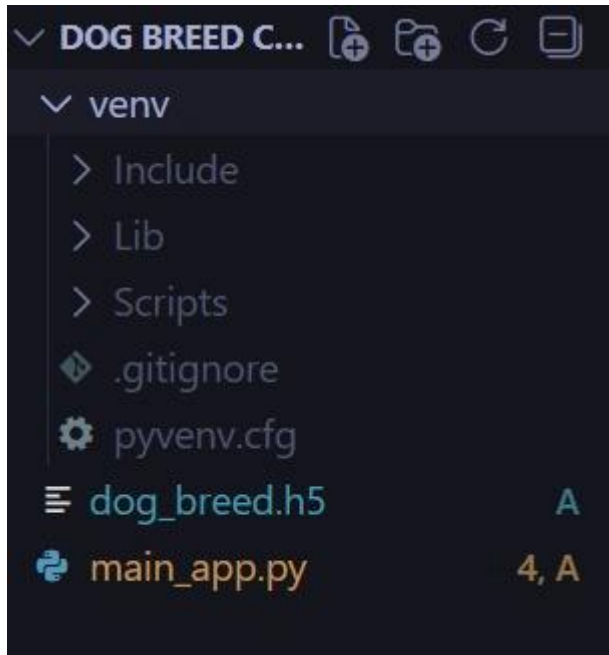 DOG BREED C...
venv
Include
Lib
Scripts
.gitignore
pyvenv.cfg
dog_breed.h5 A
main_app.py 4, A